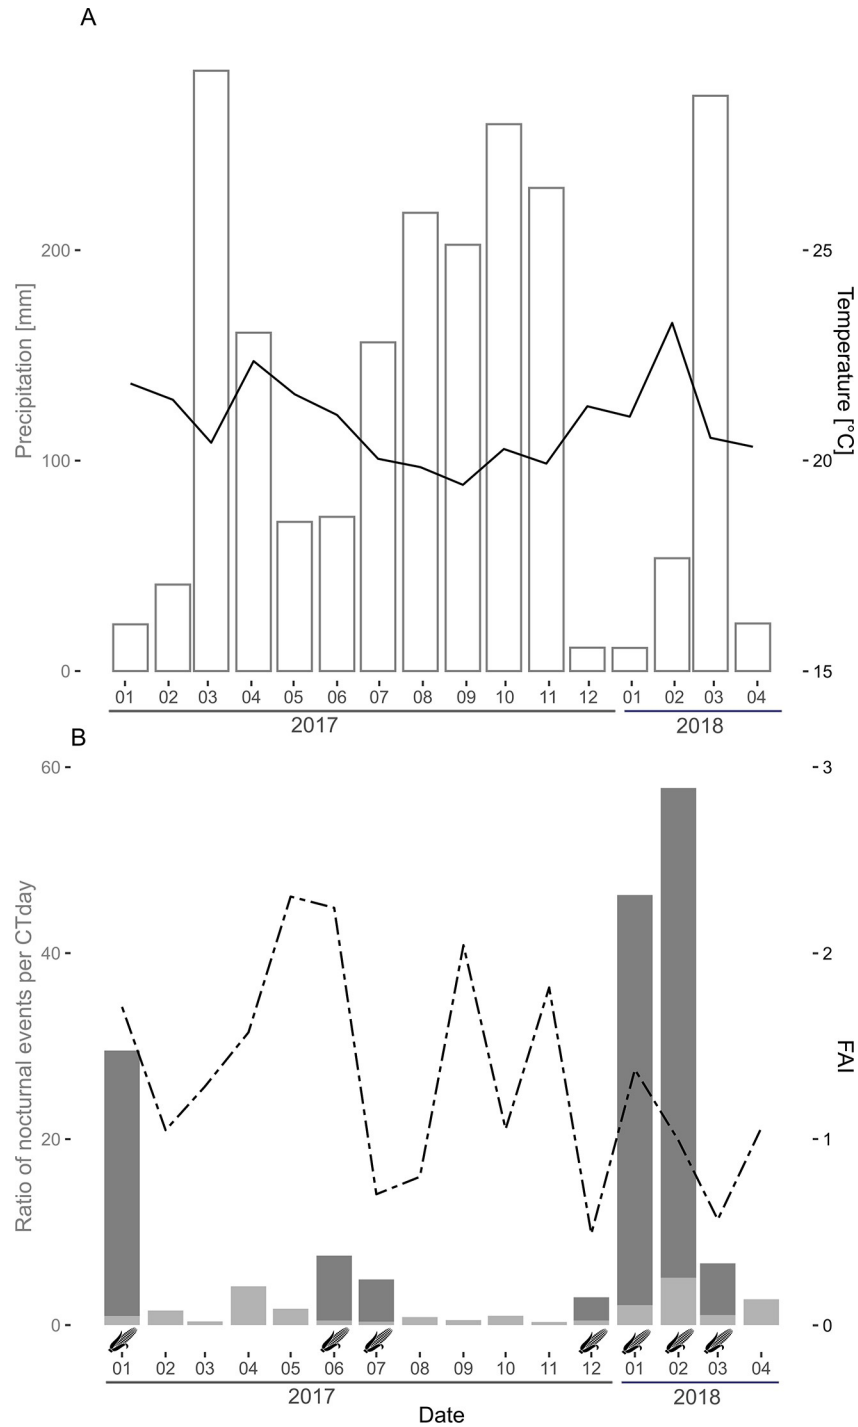 A
200
100
0
Precipitation [mm]
25
20
15
Temperature [°C]
01 02 03 04 05 06 07 08 09 10 11 12 01 02 03 04
2017 2018
B
60
40
20
0
Ratio of nocturnal events per CTday
3
2
1
0
FAI
01 02 03 04 05 06 07 08 09 10 11 12 01 02 03 04
2017 2018
Date